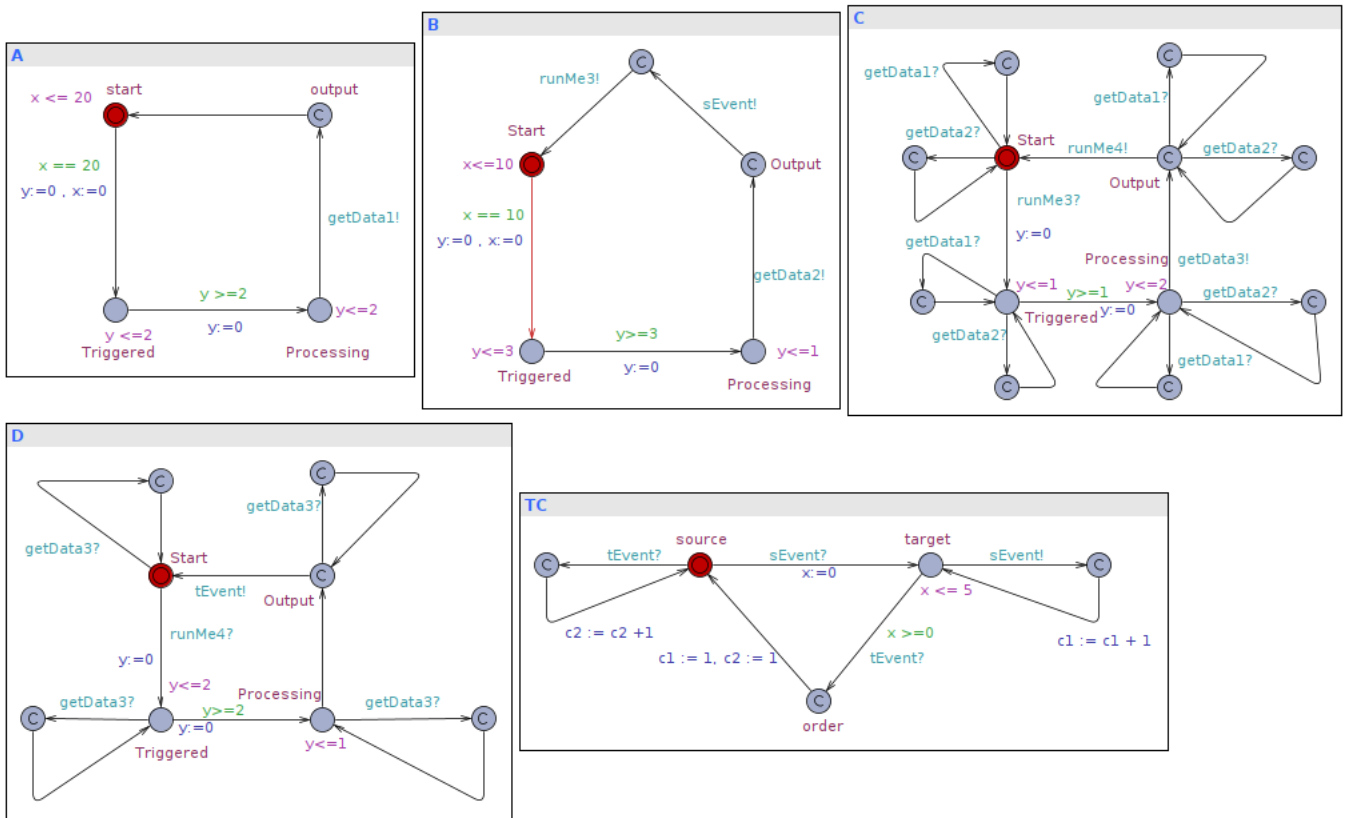 A
start
output
x <= 20
x == 20
y:=0 , x:=0
getData1!
y >=2
y:=0
y <=2
y<=2
Triggered
Processing
B
runMe3!
sEvent!
C
Start
x<=10
Output
x == 10
y:=0 , x:=0
getData2!
y>=3
y<=3
y:=0
y<=1
Triggered
Processing
C
C
C
C
getData1?
getData1?
getData2?
Start
runMe4!
getData2?
C
C
C
Output
runMe3?
y:=0
getData1?
Processing
getData3!
y<=1
y>=1
y<=2
getData2?
C
C
Triggered
y:=0
getData2?
getData1?
C
C
D
C
C
getData3?
getData3?
Start
C
tEvent!
Output
runMe4?
y:=0
y<=2
Processing
getData3?
y>=2
getData3?
C
C
y:=0
Triggered
y<=1
TC
source
target
C
tEvent?
sEvent?
sEvent!
C
x:=0
x <= 5
c2 := c2 +1
x >=0
c1 := c1 + 1
c1 := 1, c2 := 1
tEvent?
C
order